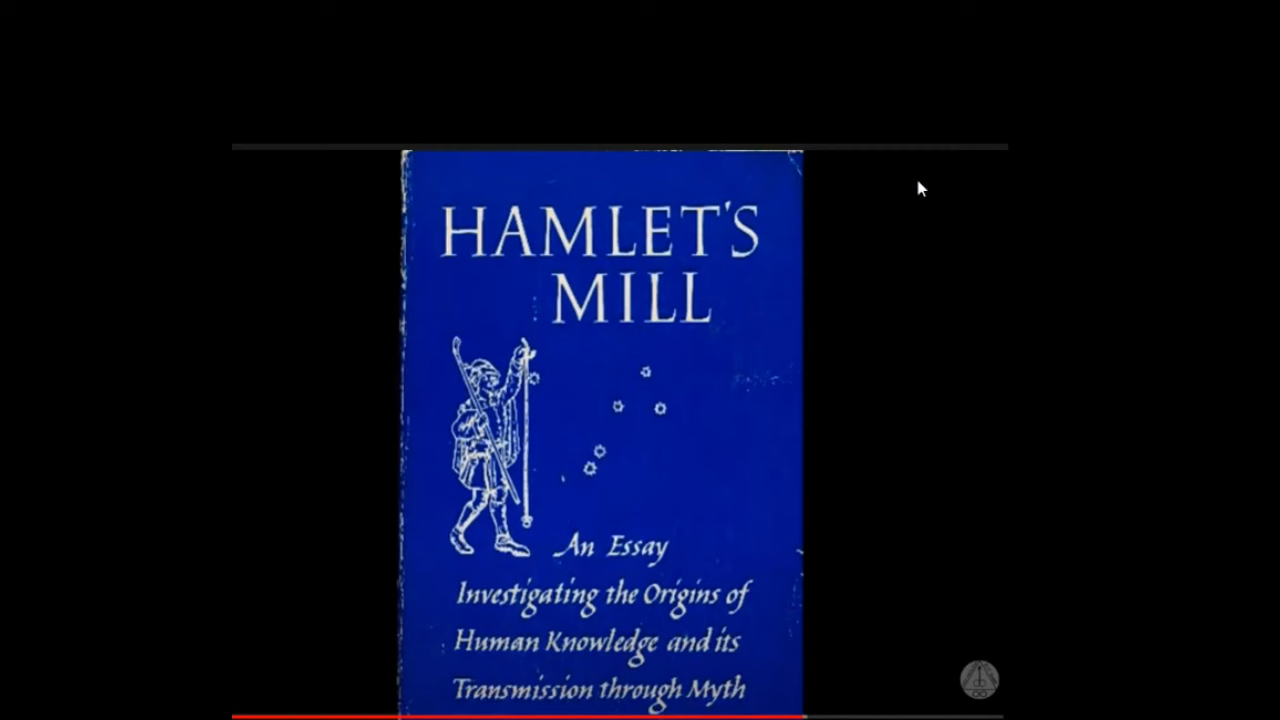 HAMLET'S
MILL
An Essay
Investigating the Origins of
Human Knowledge and its
Transmission through Myth